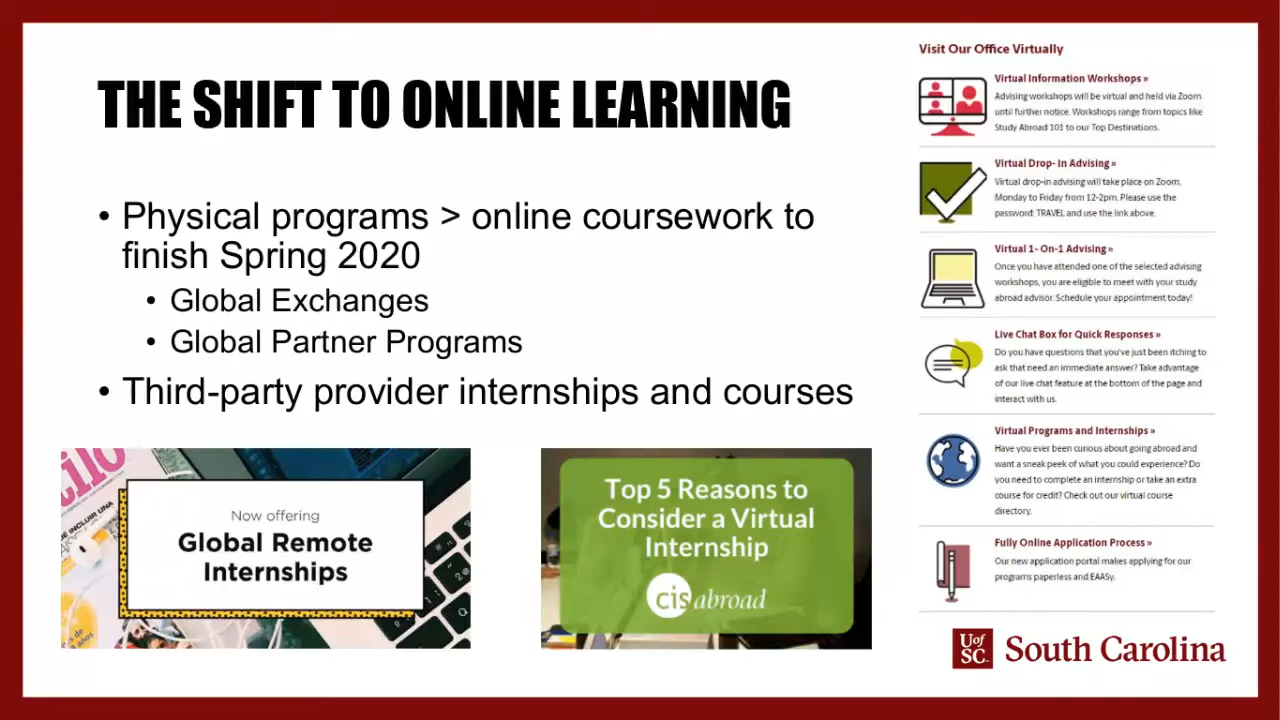 THE SHIFT TO ONLINE LEARNING
• Physical programs > online coursework to
finish Spring 2020
• Global Exchanges
• Global Partner Programs
• Third-party provider internships and courses
Now offering
Global Remote
Internships
Top 5 Reasons to
Consider a Virtual
Internship
cis abroad
Visit Our Office Virtually
Virtual Information Workshops »
Advising workshops will be virtual and held via Zoom
until further notice. Workshops range from topics like
Study Abroad 101 to our Top Destinations.
Virtual Drop- In Advising »
Virtual drop-in advising will take place on Zoom,
Monday to Friday from 12-2pm. Please use the
password: TRAVEL and use the link above.
Virtual 1- On-1 Advising »
Once you have attended one of the selected advising
workshops, you are eligible to meet with your study
abroad advisor. Schedule your appointment today!
Live Chat Box for Quick Responses »
Do you have questions that you've just been itching to
ask that need an immediate answer? Take advantage
of our live chat feature at the bottom of the page and
interact with us.
Virtual Programs and Internships »
Have you ever been curious about going abroad and
want a sneak peek of what you could experience? Do
you need to complete an internship or take an extra
course for credit? Check out our virtual course
directory.
Fully Online Application Process »
Our new application portal makes applying for our
programs paperless and EAASy.
UofSC South Carolina